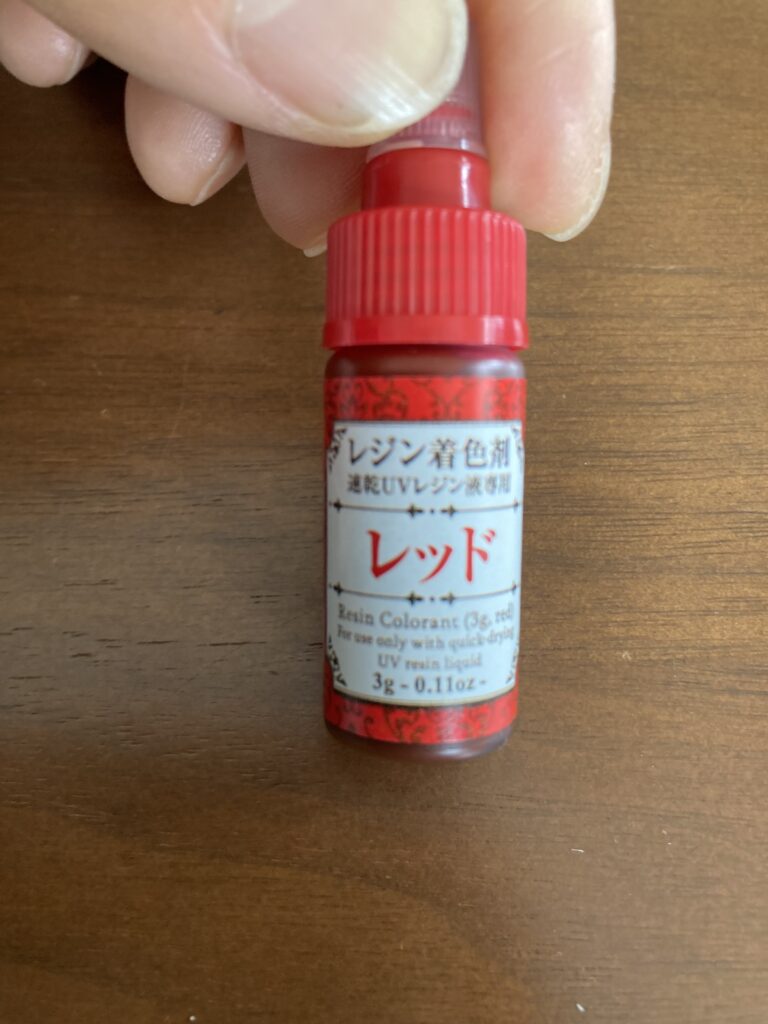 レジン着色剤
速乾UVレジン液専用
レッド
Resin Colorant (3g, red)
For use only with quick-drying
UV resin liquid
3g - 0.11oz -